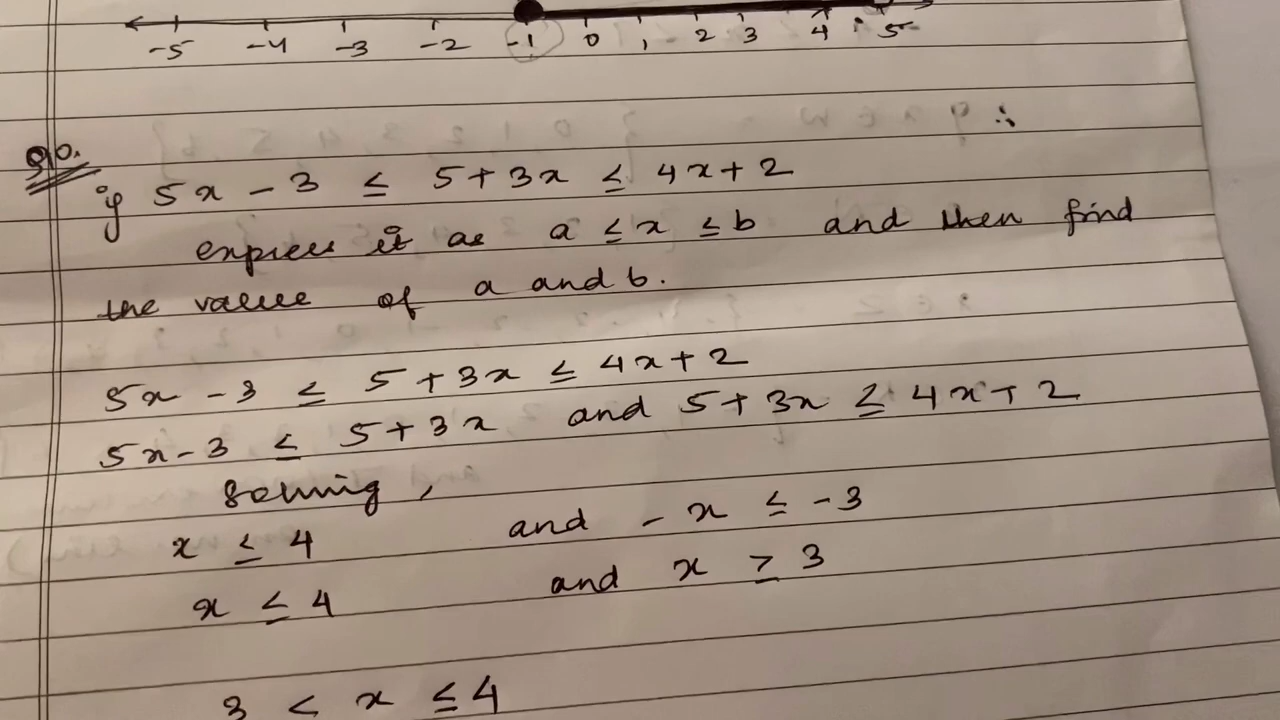 -5 -4 -3 -2 -1 0 1 2 3 4 5
Q10.
if 5x - 3 ≤ 5 + 3x ≤ 4x + 2
express it as a ≤ x ≤ b and then find
the value of a and b.
5x - 3 ≤ 5 + 3x ≤ 4x + 2
5x - 3 ≤ 5 + 3x and 5 + 3x ≤ 4x + 2
Solving,
x ≤ 4 and - x ≤ -3
x ≤ 4 and x ≥ 3
3 < x ≤ 4